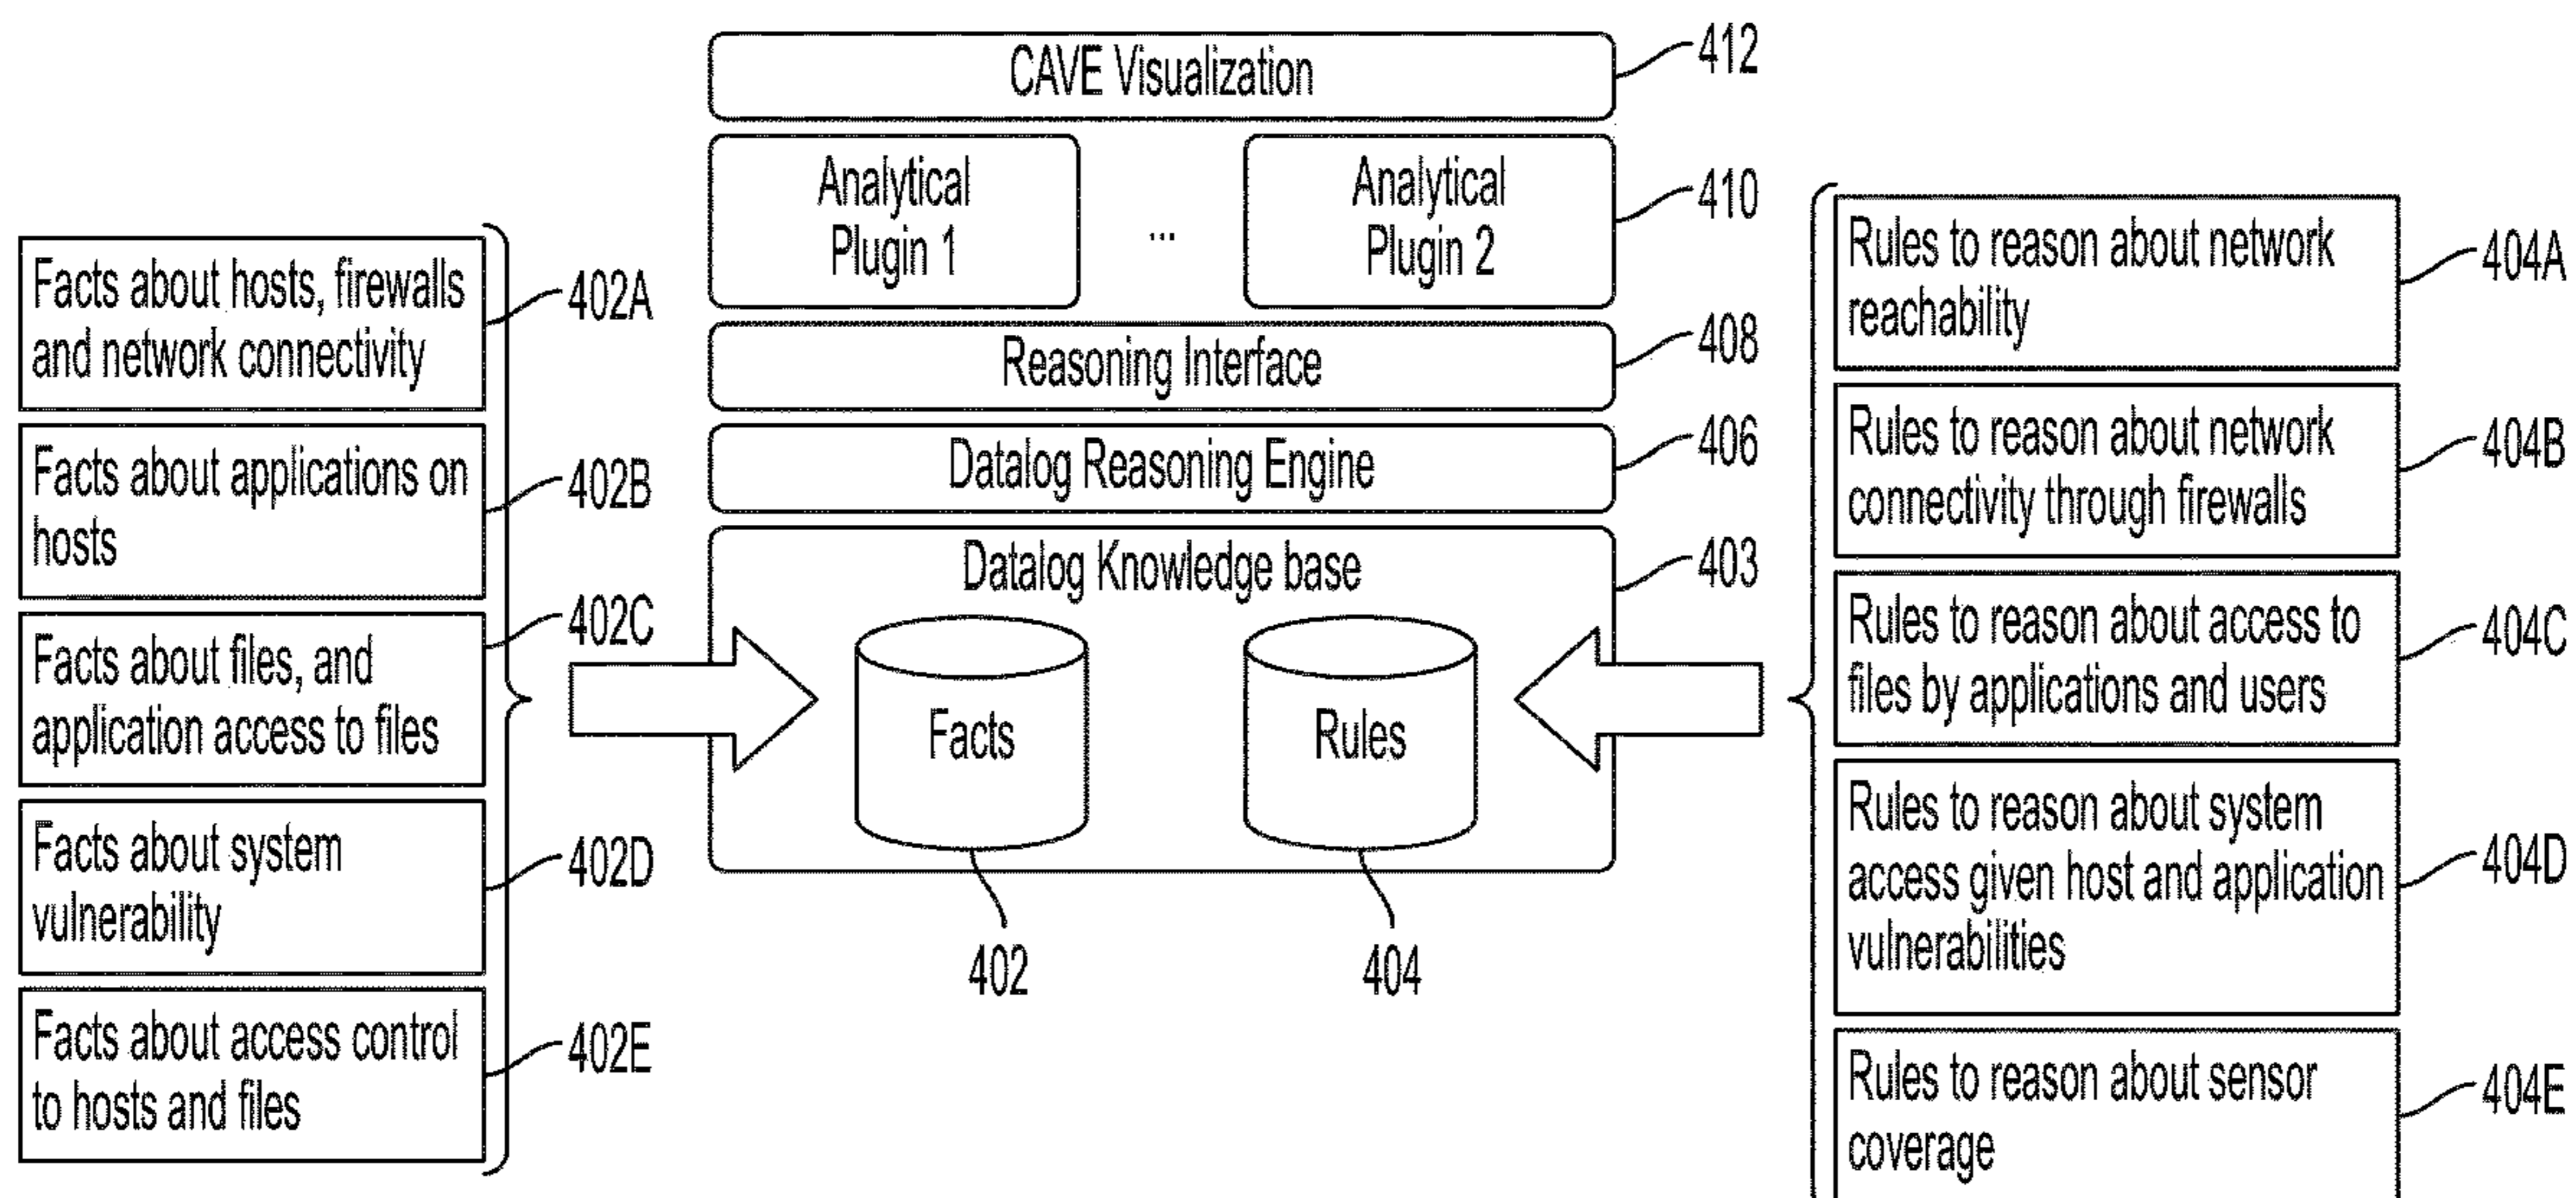 CAVE Visualization
412
Analytical
Plugin 1
...
Analytical
Plugin 2
410
Reasoning Interface
408
Datalog Reasoning Engine
406
Datalog Knowledge base
403
Facts
Rules
402
404
Facts about hosts, firewalls
and network connectivity
402A
Facts about applications on
hosts
402B
Facts about files, and
application access to files
402C
Facts about system
vulnerability
402D
Facts about access control
to hosts and files
402E
Rules to reason about network
reachability
404A
Rules to reason about network
connectivity through firewalls
404B
Rules to reason about access to
files by applications and users
404C
Rules to reason about system
access given host and application
vulnerabilities
404D
Rules to reason about sensor
coverage
404E